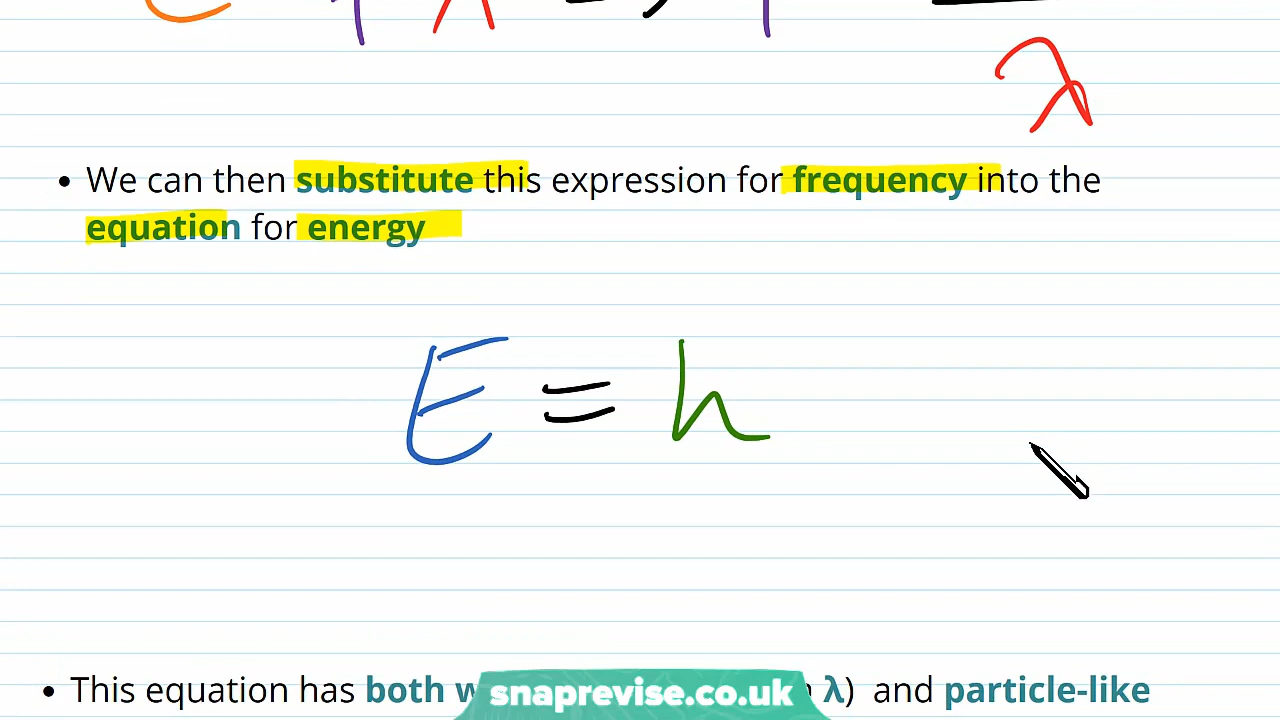 λ
• We can then substitute this expression for frequency into the
equation for energy
E = h
• This equation has both λ) and particle-like
snaprevise.co.uk